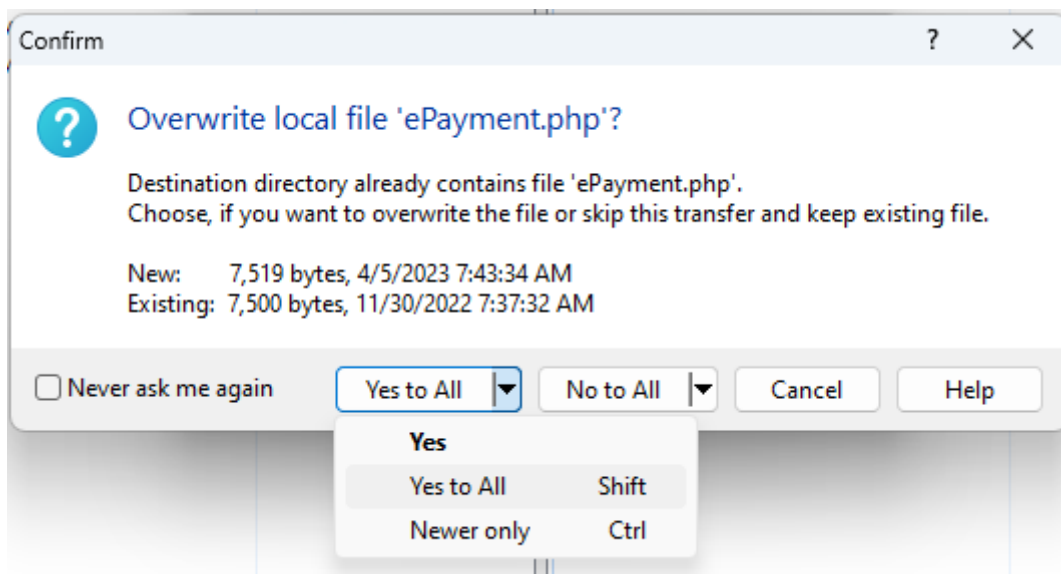 Confirm
?
Overwrite local file 'ePayment.php'?
Destination directory already contains file 'ePayment.php'.
Choose, if you want to overwrite the file or skip this transfer and keep existing file.
New: 7,519 bytes, 4/5/2023 7:43:34 AM
Existing: 7,500 bytes, 11/30/2022 7:37:32 AM
Never ask me again Yes to All No to All Cancel Help
Yes
Yes to All Shift
Newer only Ctrl